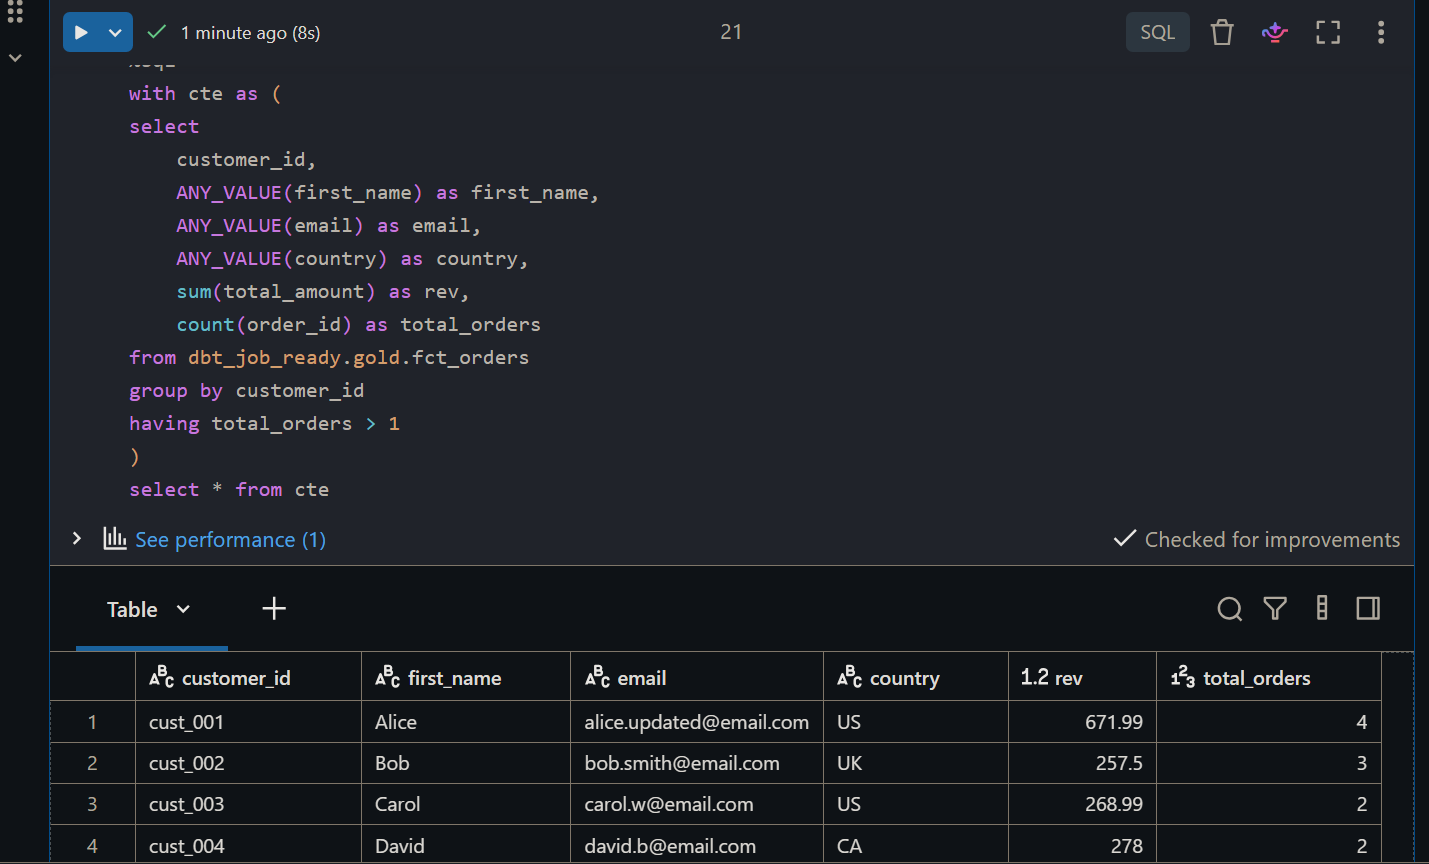 1 minute ago (8s)
21
SQL
%sql
with cte as (
select
customer_id,
ANY_VALUE(first_name) as first_name,
ANY_VALUE(email) as email,
ANY_VALUE(country) as country,
sum(total_amount) as rev,
count(order_id) as total_orders
from dbt_job_ready.gold.fct_orders
group by customer_id
having total_orders > 1
)
select * from cte
See performance (1)
Checked for improvements
Table
customer_id first_name email country 1.2 rev total_orders
1 cust_001 Alice alice.updated@email.com US 671.99 4
2 cust_002 Bob bob.smith@email.com UK 257.5 3
3 cust_003 Carol carol.w@email.com US 268.99 2
4 cust_004 David david.b@email.com CA 278 2